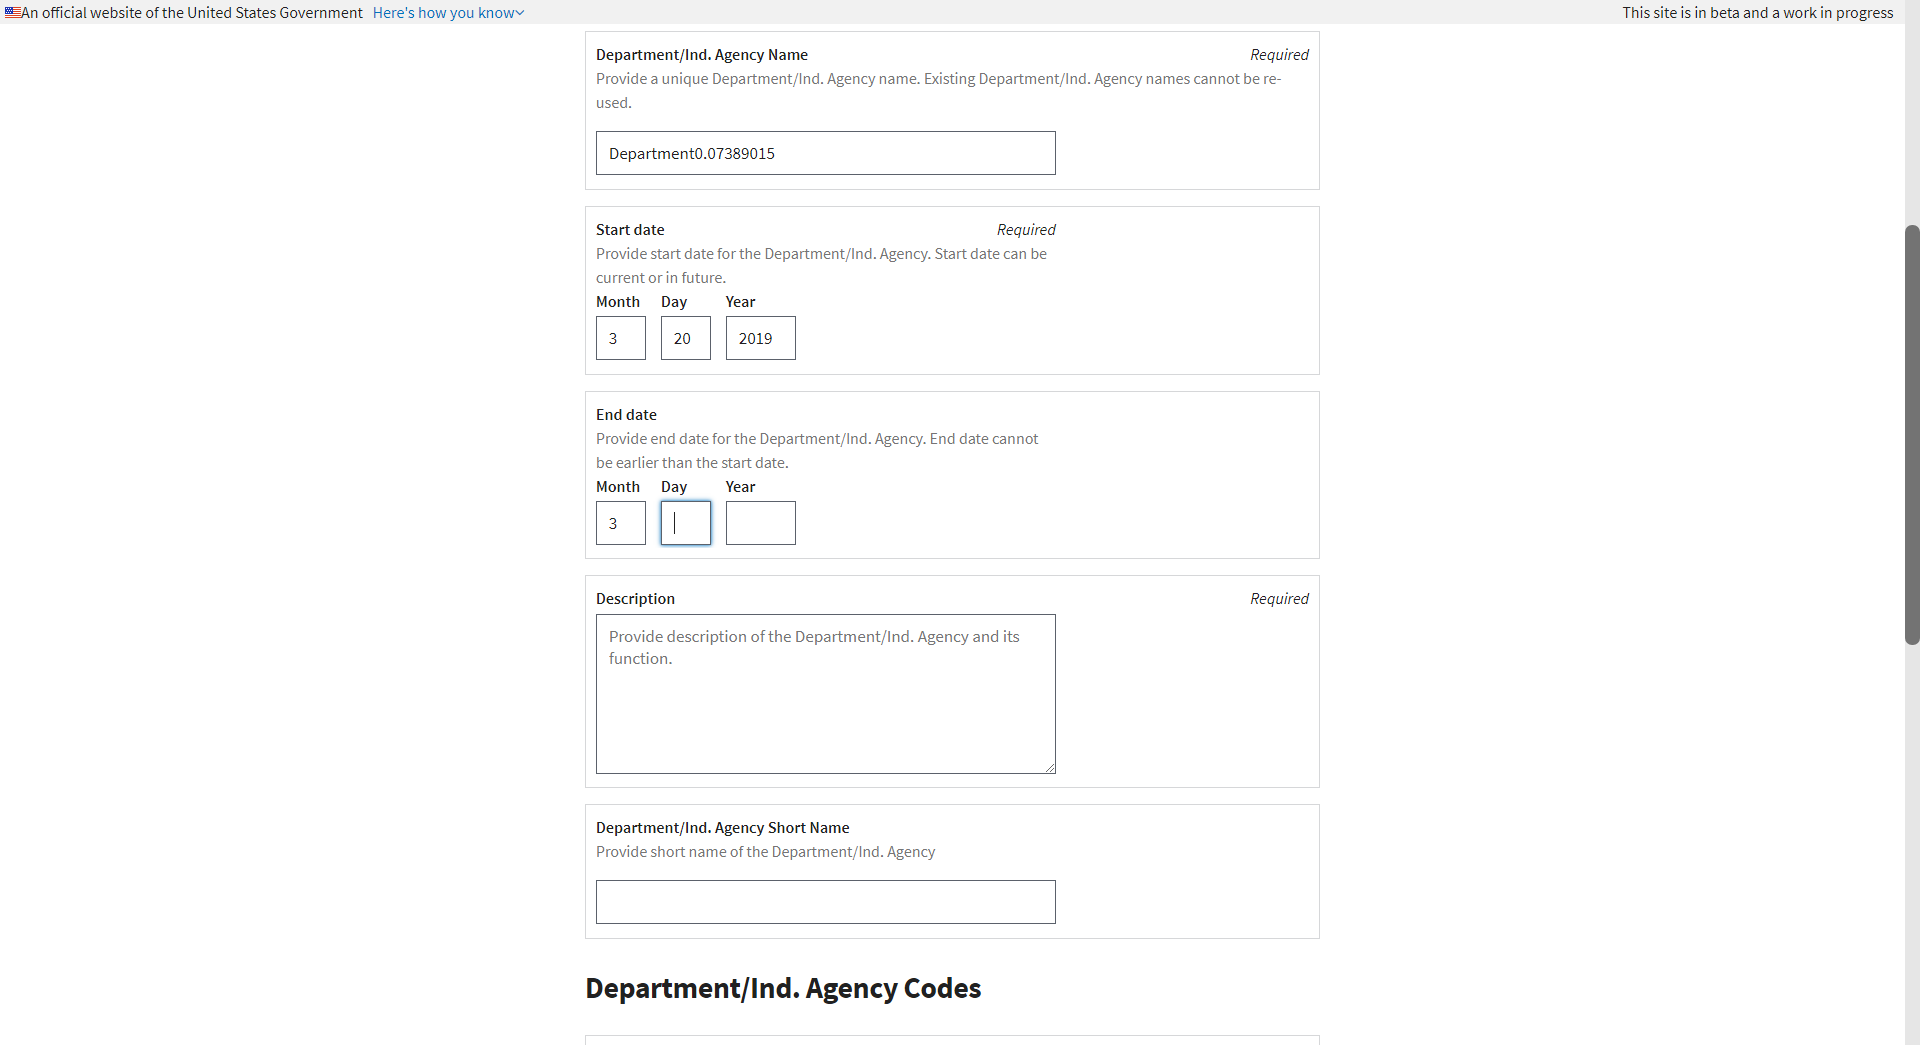 An official website of the United States Government Here's how you know
This site is in beta and a work in progress
Department/Ind. Agency Name Required
Provide a unique Department/Ind. Agency name. Existing Department/Ind. Agency names cannot be re-
used.
Department0.07389015
Start date Required
Provide start date for the Department/Ind. Agency. Start date can be
current or in future.
Month Day Year
3 20 2019
End date
Provide end date for the Department/Ind. Agency. End date cannot
be earlier than the start date.
Month Day Year
3
Description Required
Provide description of the Department/Ind. Agency and its
function.
Department/Ind. Agency Short Name
Provide short name of the Department/Ind. Agency
Department/Ind. Agency Codes